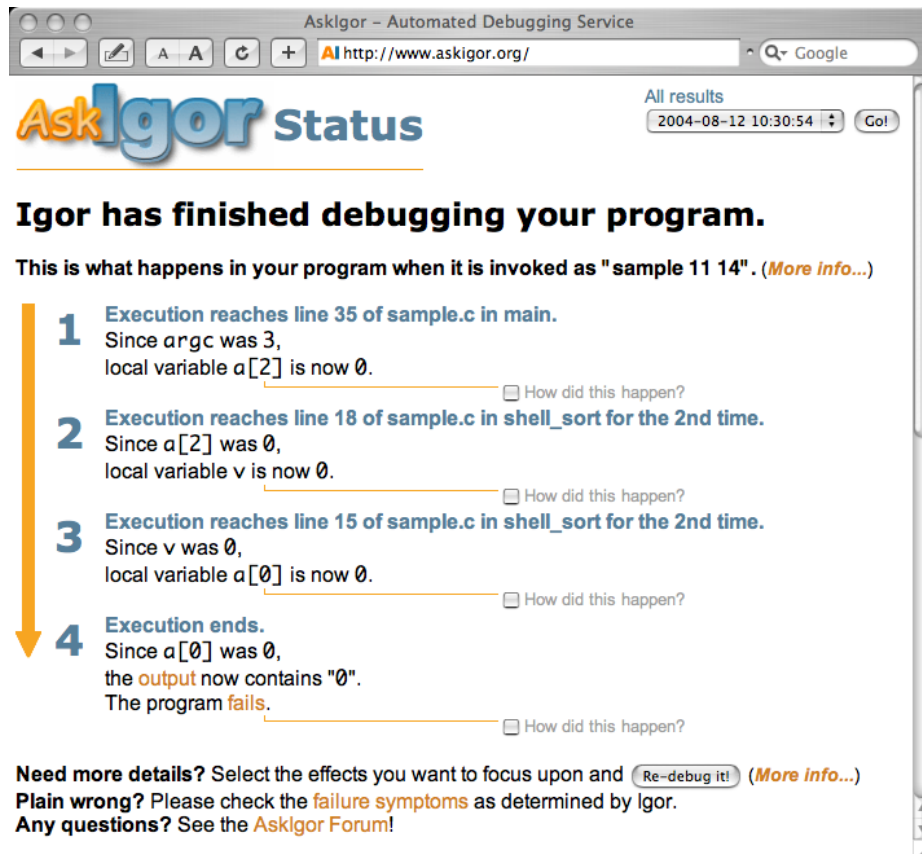 AskIgor – Automated Debugging Service
A A + AI http://www.askigor.org/ Google
AskIgor Status
All results
2004-08-12 10:30:54 Go!
Igor has finished debugging your program.
This is what happens in your program when it is invoked as "sample 11 14". (More info...)
1 Execution reaches line 35 of sample.c in main.
Since argc was 3,
local variable a[2] is now 0.
How did this happen?
2 Execution reaches line 18 of sample.c in shell_sort for the 2nd time.
Since a[2] was 0,
local variable v is now 0.
How did this happen?
3 Execution reaches line 15 of sample.c in shell_sort for the 2nd time.
Since v was 0,
local variable a[0] is now 0.
How did this happen?
4 Execution ends.
Since a[0] was 0,
the output now contains "0".
The program fails.
How did this happen?
Need more details? Select the effects you want to focus upon and Re-debug it! (More info...)
Plain wrong? Please check the failure symptoms as determined by Igor.
Any questions? See the AskIgor Forum!